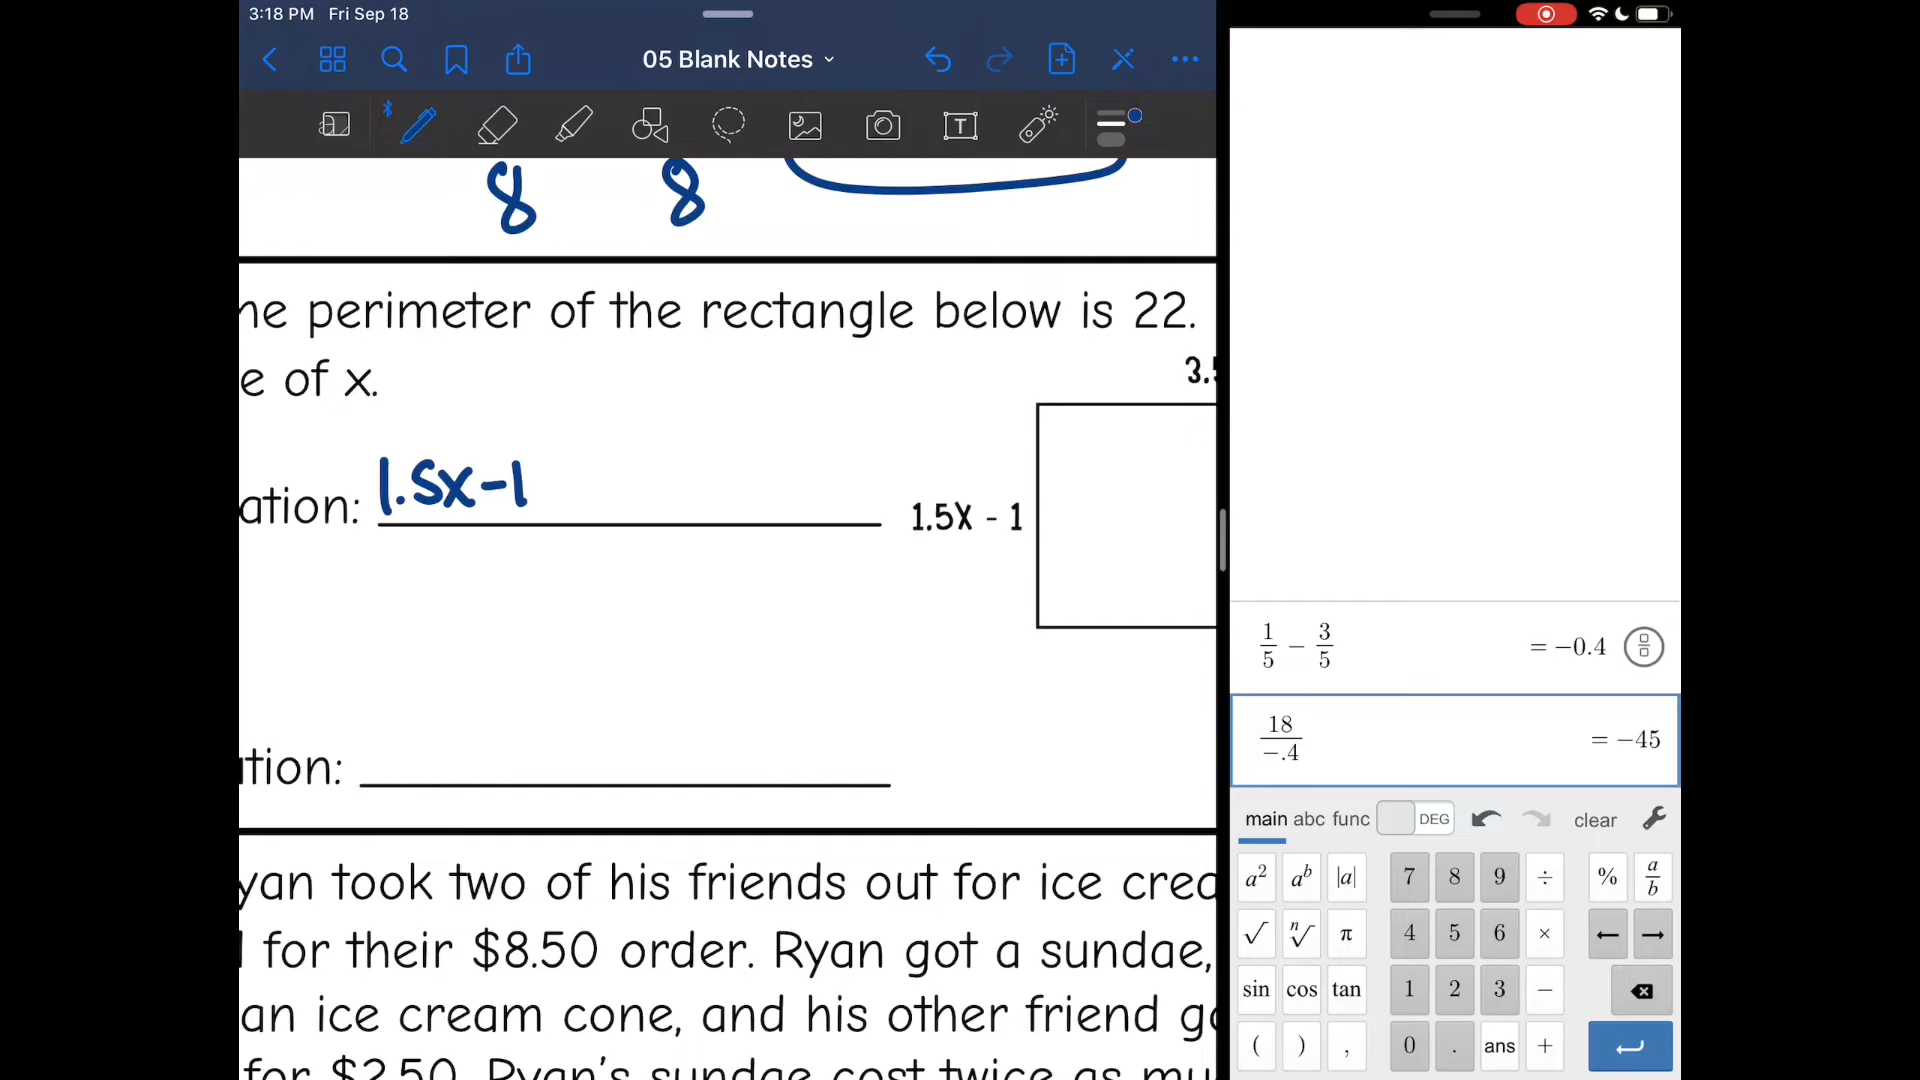 3:18 PM Fri Sep 18
05 Blank Notes
8 8
he perimeter of the rectangle below is 22.
e of x.
3.5
ation: 1.5x-1
1.5X - 1
tion:
yan took two of his friends out for ice crea
for their $8.50 order. Ryan got a sundae,
an ice cream cone, and his other friend go
for $2.50. Ryan's sundae cost twice as mu
1/5 − 3/5 = −0.4
18/−.4 = −45
main abc func DEG clear
a² aᵇ |a| 7 8 9 ÷ % a/b
√ ⁿ√ π 4 5 6 × ← →
sin cos tan 1 2 3 −
( ) , 0 . ans +